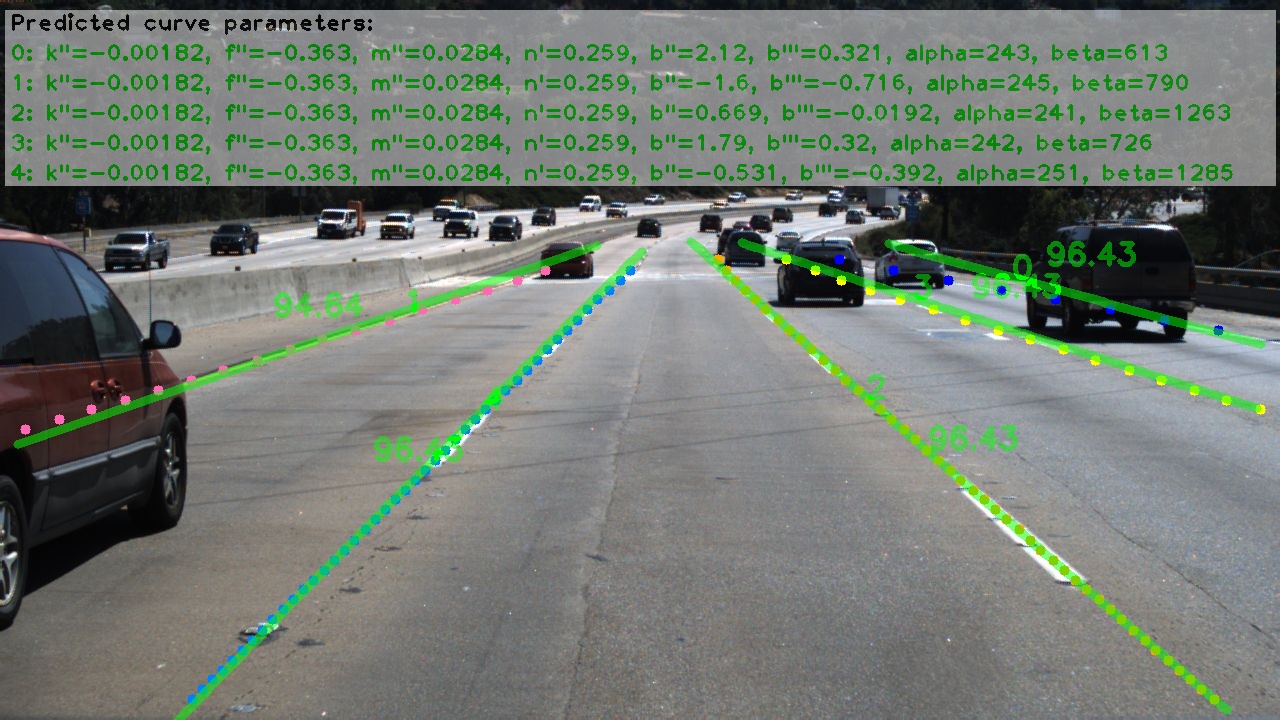 Predicted curve parameters:
0: k''=-0.00182, f''=-0.363, m''=0.0284, n'=0.259, b''=2.12, b'''=0.321, alpha=243, beta=613
1: k''=-0.00182, f''=-0.363, m''=0.0284, n'=0.259, b''=-1.6, b'''=-0.716, alpha=245, beta=790
2: k''=-0.00182, f''=-0.363, m''=0.0284, n'=0.259, b''=0.669, b'''=-0.0192, alpha=241, beta=1263
3: k''=-0.00182, f''=-0.363, m''=0.0284, n'=0.259, b''=1.79, b'''=0.32, alpha=242, beta=726
4: k''=-0.00182, f''=-0.363, m''=0.0284, n'=0.259, b''=-0.531, b'''=-0.392, alpha=251, beta=1285
0 96.43
94.64 1
3
2
96.43
96.43